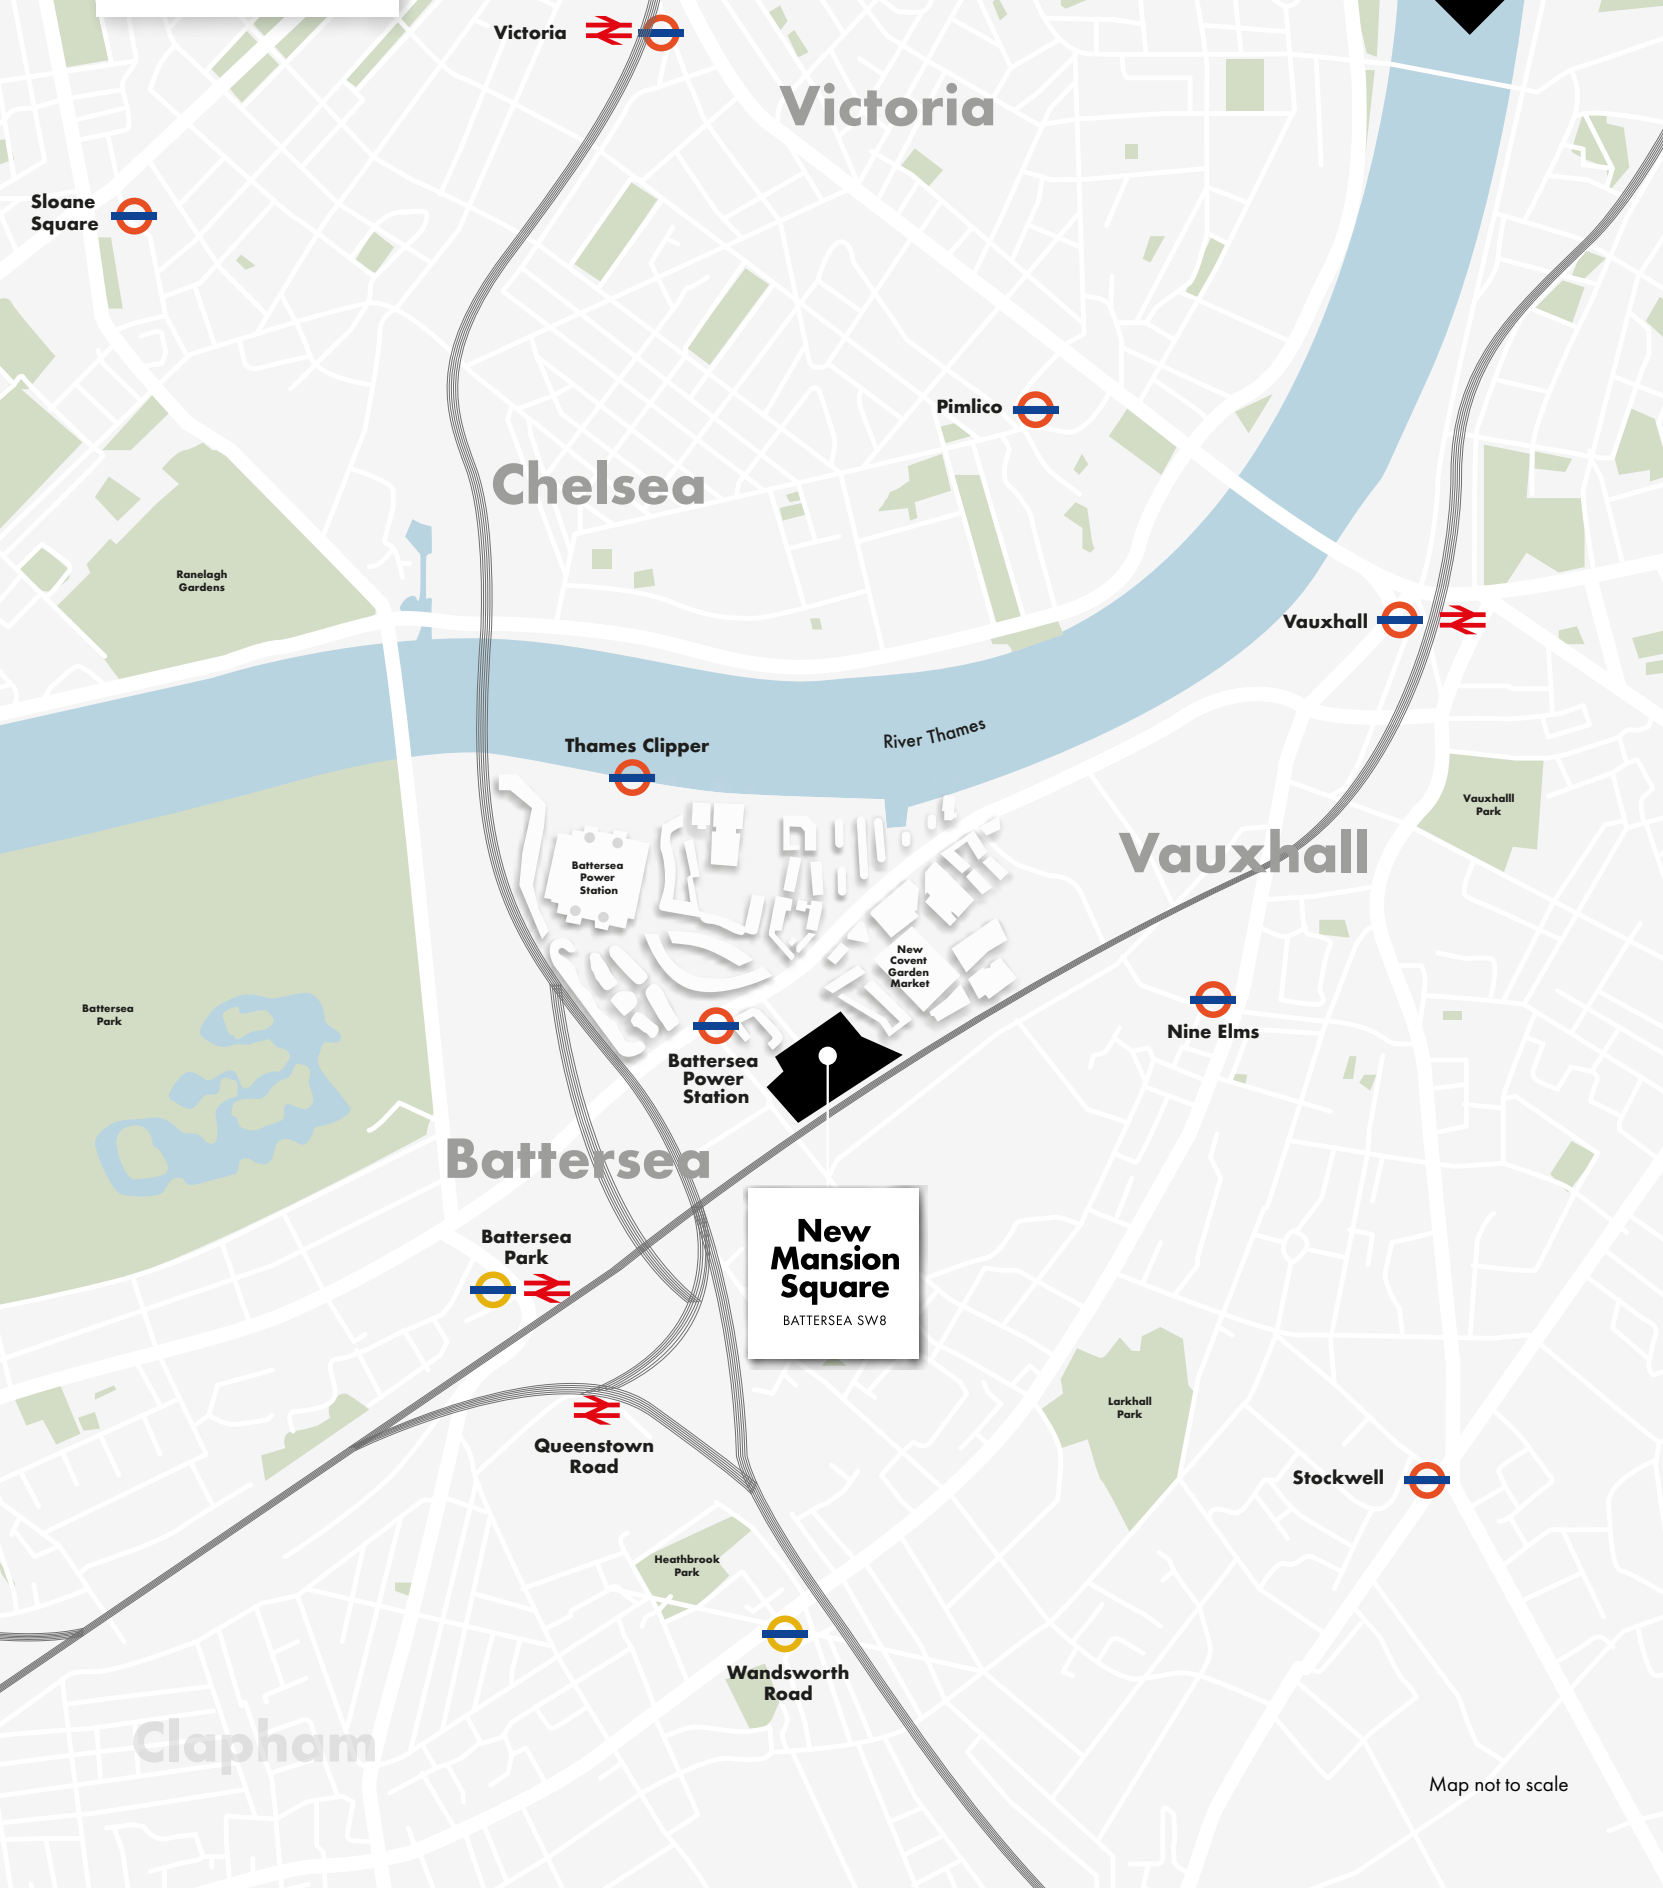 Victoria
Victoria
Sloane
Square
Pimlico
Chelsea
Ranelagh
Gardens
Vauxhall
River Thames
Thames Clipper
Vauxhalll
Park
Vauxhall
Battersea
Power
Station
New
Covent
Garden
Market
Battersea
Park
Nine Elms
Battersea
Power
Station
Battersea
New
Mansion
Square
BATTERSEA SW8
Battersea
Park
Larkhall
Park
Queenstown
Road
Stockwell
Heathbrook
Park
Wandsworth
Road
Clapham
Map not to scale